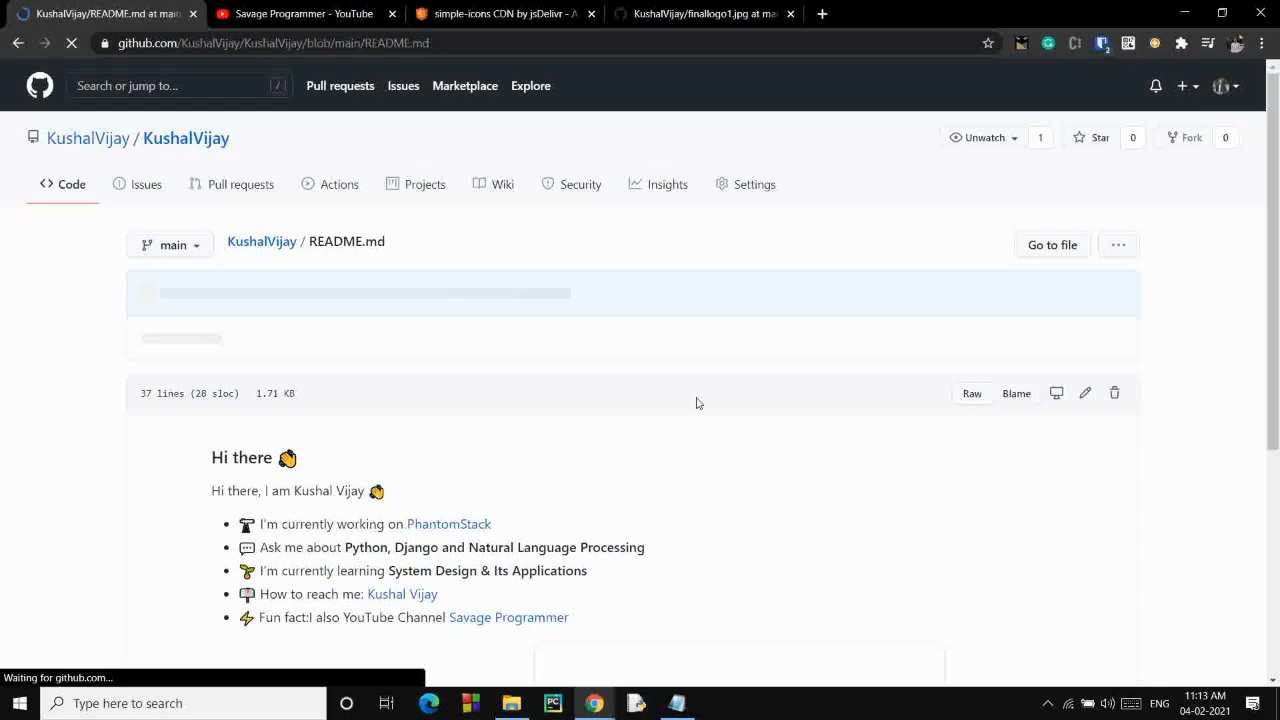 KushalVijay/README.md at main
Savage Programmer - YouTube
simple-icons CDN by jsDelivr - A
KushalVijay/finallogo1.jpg at ma
github.com/KushalVijay/KushalVijay/blob/main/README.md
2
Search or jump to... /
Pull requests Issues Marketplace Explore
KushalVijay / KushalVijay
Unwatch 1 Star 0 Fork 0
Code Issues Pull requests Actions Projects Wiki Security Insights Settings
main KushalVijay / README.md Go to file ...
37 lines (28 sloc) 1.71 KB Raw Blame
Hi there 👋
Hi there, I am Kushal Vijay 👋
• 🔭 I'm currently working on PhantomStack
• 💬 Ask me about Python, Django and Natural Language Processing
• 🌱 I'm currently learning System Design & Its Applications
• 📫 How to reach me: Kushal Vijay
• ⚡ Fun fact:I also YouTube Channel Savage Programmer
Waiting for github.com...
Type here to search
PC
ENG
11:13 AM
04-02-2021